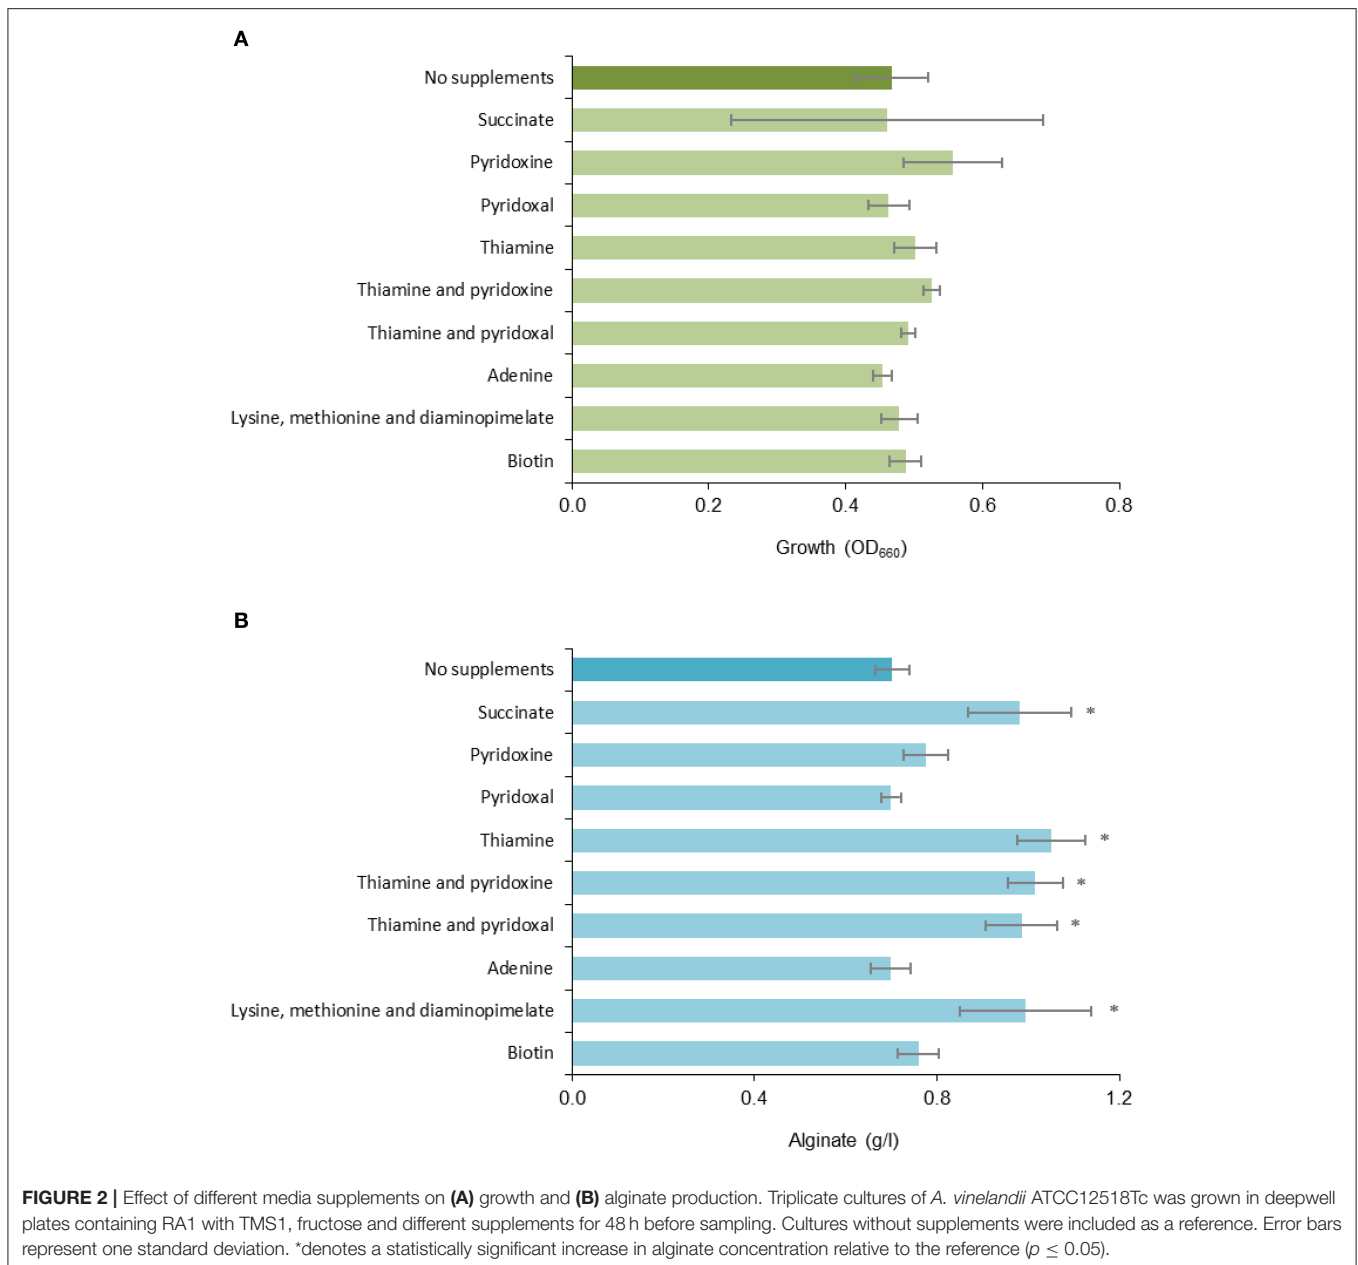 A
No supplements
Succinate
Pyridoxine
Pyridoxal
Thiamine
Thiamine and pyridoxine
Thiamine and pyridoxal
Adenine
Lysine, methionine and diaminopimelate
Biotin
0.0 0.2 0.4 0.6 0.8
Growth (OD660)
B
No supplements
Succinate *
Pyridoxine
Pyridoxal
Thiamine *
Thiamine and pyridoxine *
Thiamine and pyridoxal *
Adenine
Lysine, methionine and diaminopimelate *
Biotin
0.0 0.4 0.8 1.2
Alginate (g/l)
FIGURE 2 | Effect of different media supplements on (A) growth and (B) alginate production. Triplicate cultures of A. vinelandii ATCC12518Tc was grown in deepwell
plates containing RA1 with TMS1, fructose and different supplements for 48 h before sampling. Cultures without supplements were included as a reference. Error bars
represent one standard deviation. *denotes a statistically significant increase in alginate concentration relative to the reference (p ≤ 0.05).